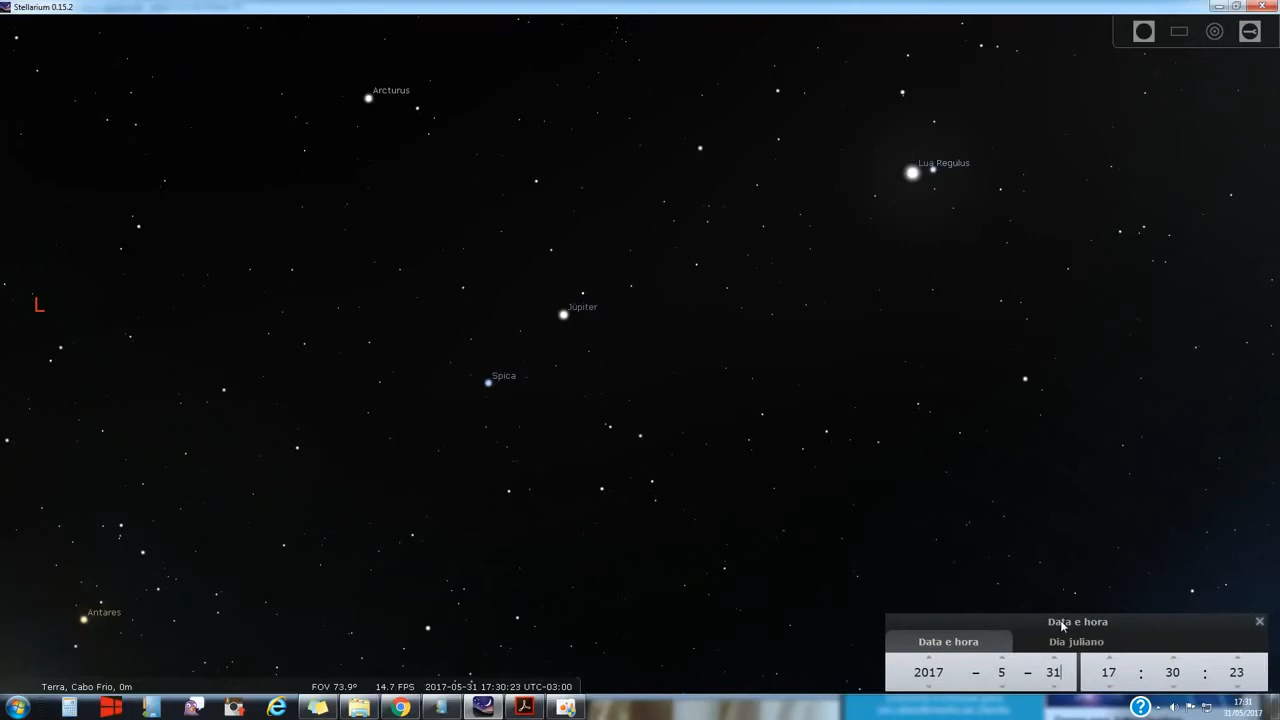 Stellarium 0.15.2
Arcturus
Lua Regulus
L
Júpiter
Spica
Antares
Data e hora
Data e hora Dia juliano
2017 - 5 - 31 17 : 30 : 23
Terra, Cabo Frio, 0m FOV 73.9° 14.7 FPS 2017-05-31 17:30:23 UTC-03:00
17:31
31/05/2017